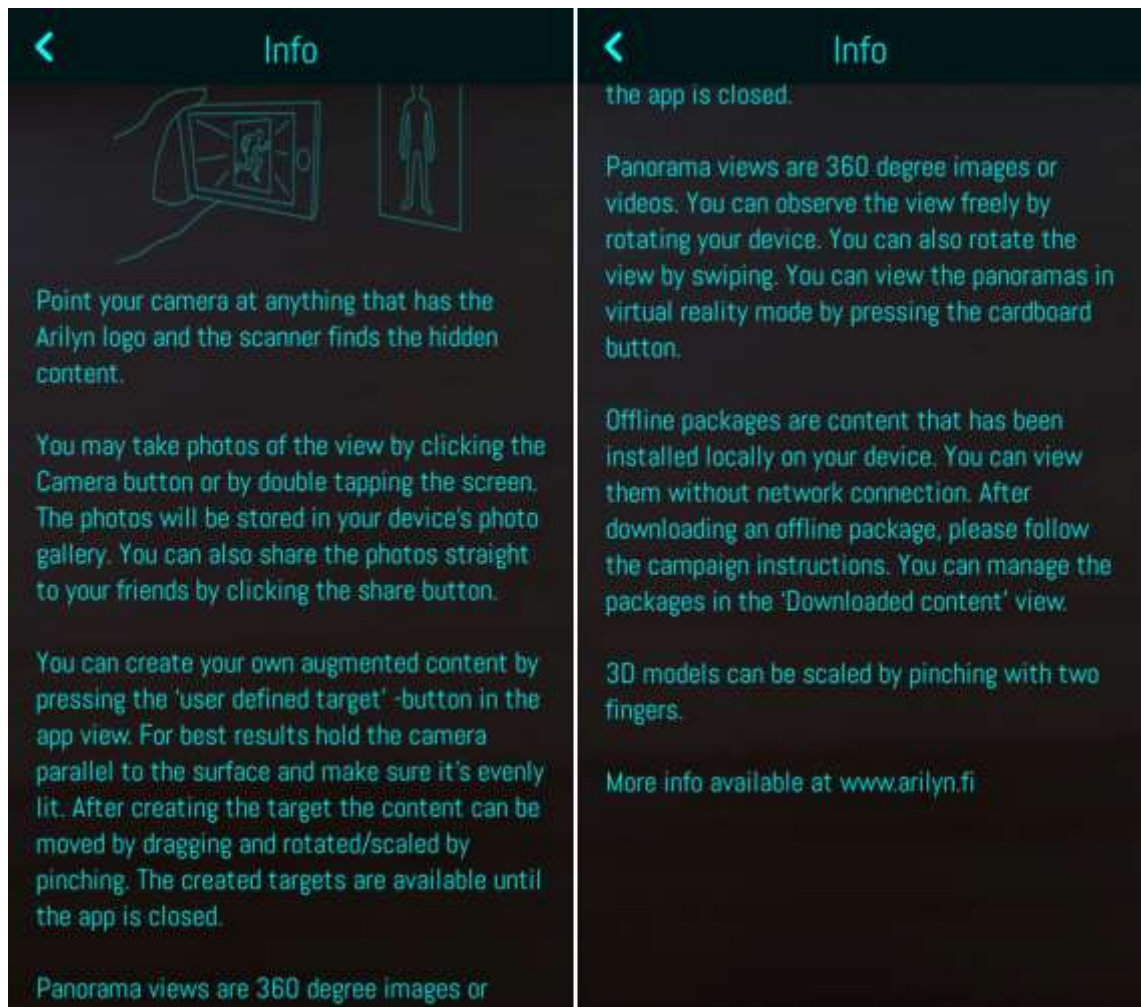 Info
Point your camera at anything that has the
Arilyn logo and the scanner finds the hidden
content.
You may take photos of the view by clicking the
Camera button or by double tapping the screen.
The photos will be stored in your device's photo
gallery. You can also share the photos straight
to your friends by clicking the share button.
You can create your own augmented content by
pressing the 'user defined target' -button in the
app view. For best results hold the camera
parallel to the surface and make sure it's evenly
lit. After creating the target the content can be
moved by dragging and rotated/scaled by
pinching. The created targets are available until
the app is closed.
Panorama views are 360 degree images or
Info
the app is closed.
Panorama views are 360 degree images or
videos. You can observe the view freely by
rotating your device. You can also rotate the
view by swiping. You can view the panoramas in
virtual reality mode by pressing the cardboard
button.
Offline packages are content that has been
installed locally on your device. You can view
them without network connection. After
downloading an offline package, please follow
the campaign instructions. You can manage the
packages in the 'Downloaded content' view.
3D models can be scaled by pinching with two
fingers.
More info available at www.arilyn.fi